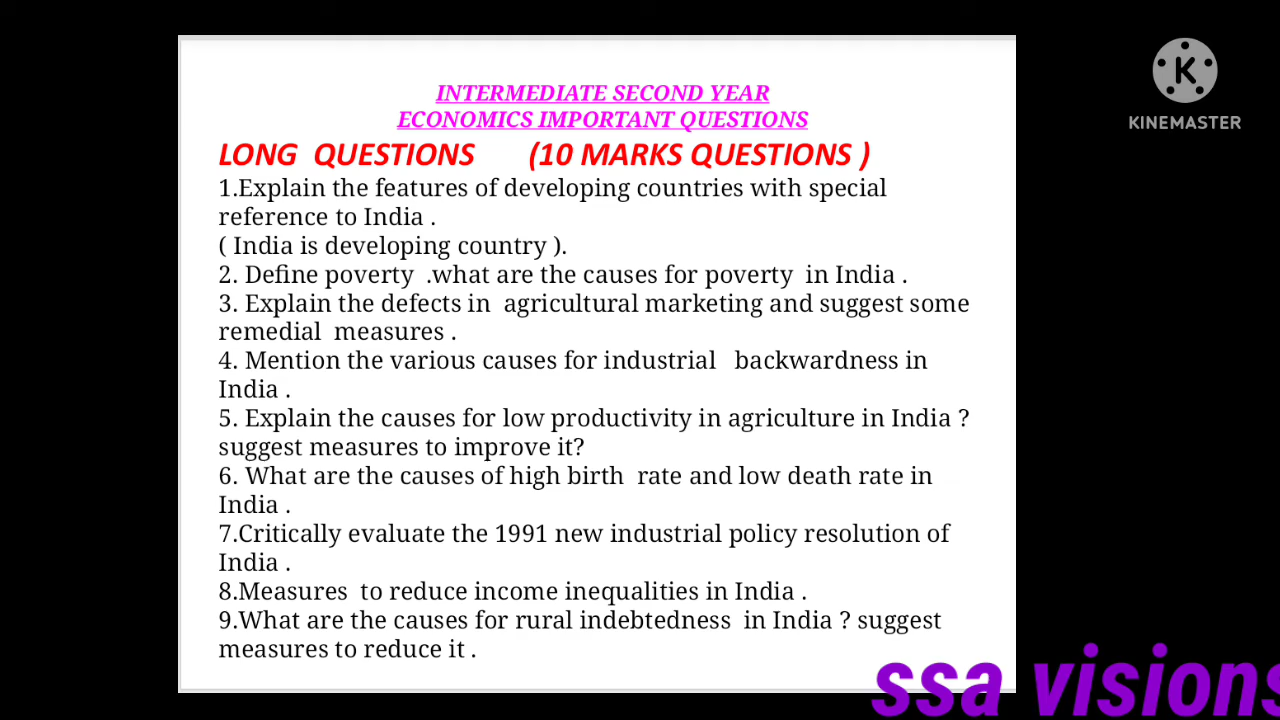 INTERMEDIATE SECOND YEAR
ECONOMICS IMPORTANT QUESTIONS
LONG QUESTIONS (10 MARKS QUESTIONS )
1.Explain the features of developing countries with special
reference to India .
( India is developing country ).
2. Define poverty .what are the causes for poverty in India .
3. Explain the defects in agricultural marketing and suggest some
remedial measures .
4. Mention the various causes for industrial backwardness in
India .
5. Explain the causes for low productivity in agriculture in India ?
suggest measures to improve it?
6. What are the causes of high birth rate and low death rate in
India .
7.Critically evaluate the 1991 new industrial policy resolution of
India .
8.Measures to reduce income inequalities in India .
9.What are the causes for rural indebtedness in India ? suggest
measures to reduce it .
K
KINEMASTER
ssa visions